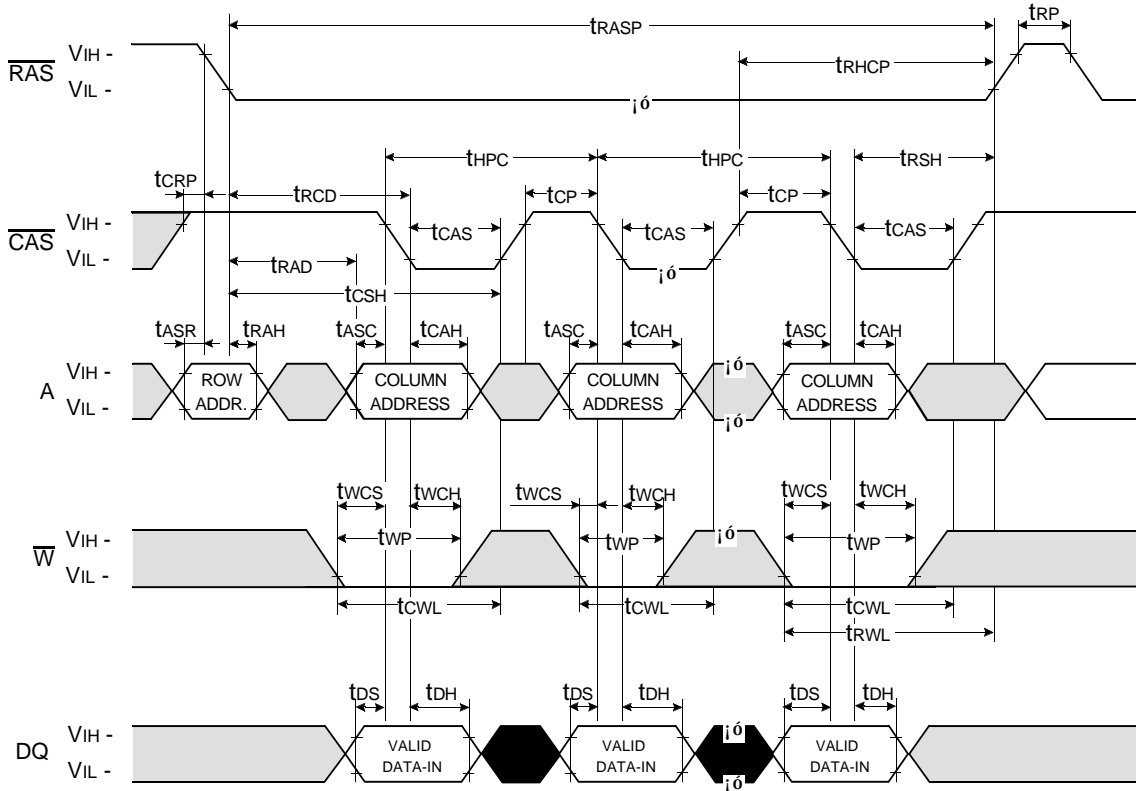 tRASP
tRP
RAS
VIH -
VIL -
tRHCP
¡ó
tCRP
tRCD
tHPC
tHPC
tRSH
tCP
tCP
CAS
VIH -
VIL -
tCAS
tCAS
tCAS
¡ó
tRAD
tCSH
tASR
tRAH
tASC
tCAH
tASC
tCAH
tASC
tCAH
A
VIH -
VIL -
ROW
ADDR.
COLUMN
ADDRESS
COLUMN
ADDRESS
¡ó
¡ó
COLUMN
ADDRESS
tWCS
tWCH
tWCS
tWCH
tWCS
tWCH
W
VIH -
VIL -
tWP
tWP
¡ó
tWP
tCWL
tCWL
tCWL
tRWL
tDS
tDH
tDS
tDH
tDS
tDH
DQ
VIH -
VIL -
VALID
DATA-IN
VALID
DATA-IN
¡ó
¡ó
VALID
DATA-IN